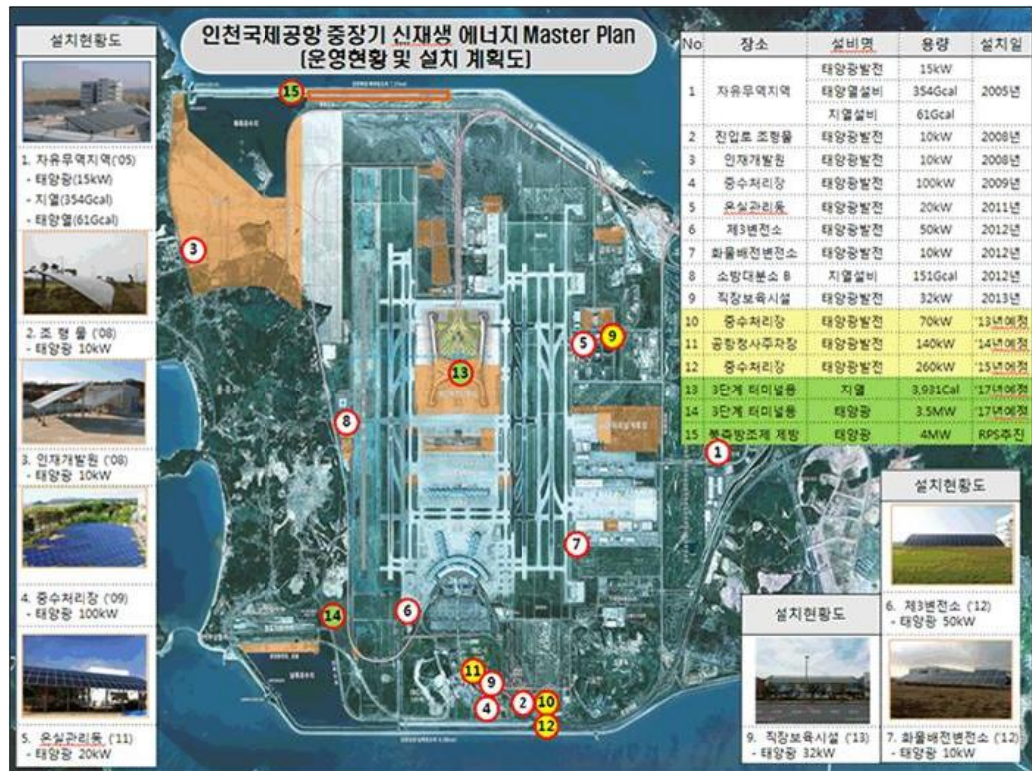 인천국제공항 중장기 신재생 에너지 Master Plan
(운영현황 및 설치 계획도)
설치현황도
1. 자유무역지역('05)
- 태양광(15kW)
- 지열(354Gcal)
- 태양열(61Gcal)
2. 조 형 물 ('08)
- 태양광 10kW
3. 인재개발원 ('08)
- 태양광 10kW
4. 중수처리장 ('09)
- 태양광 100kW
5. 온실관리동 ('11)
- 태양광 20kW
No 장소 설비명 용량 설치일
1 자유무역지역 태양광발전 15kW 2005년
태양열설비 354Gcal
지열설비 61Gcal
2 진입로 조형물 태양광발전 10kW 2008년
3 인재개발원 태양광발전 10kW 2008년
4 중수처리장 태양광발전 100kW 2009년
5 온실관리동 태양광발전 20kW 2011년
6 제3변전소 태양광발전 50kW 2012년
7 화물배전변전소 태양광발전 10kW 2012년
8 소방대분소 B 지열설비 151Gcal 2012년
9 직장보육시설 태양광발전 32kW 2013년
10 중수처리장 태양광발전 70kW '13년예정
11 공항청사주차장 태양광발전 140kW '14년예정
12 중수처리장 태양광발전 260kW '15년예정
13 3단계 터미널용 지열 3,931Cal '17년예정
14 3단계 터미널용 태양광 3.5MW '17년예정
15 북측방조제 제방 태양광 4MW RPS추진
15
3
5
9
13
8
1
7
14
6
11
9
4
2
10
12
설치현황도
6. 제3변전소 ('12)
- 태양광 50kW
설치현황도
9. 직장보육시설 ('13)
- 태양광 32kW
7. 화물배전변전소 ('12)
- 태양광 10kW